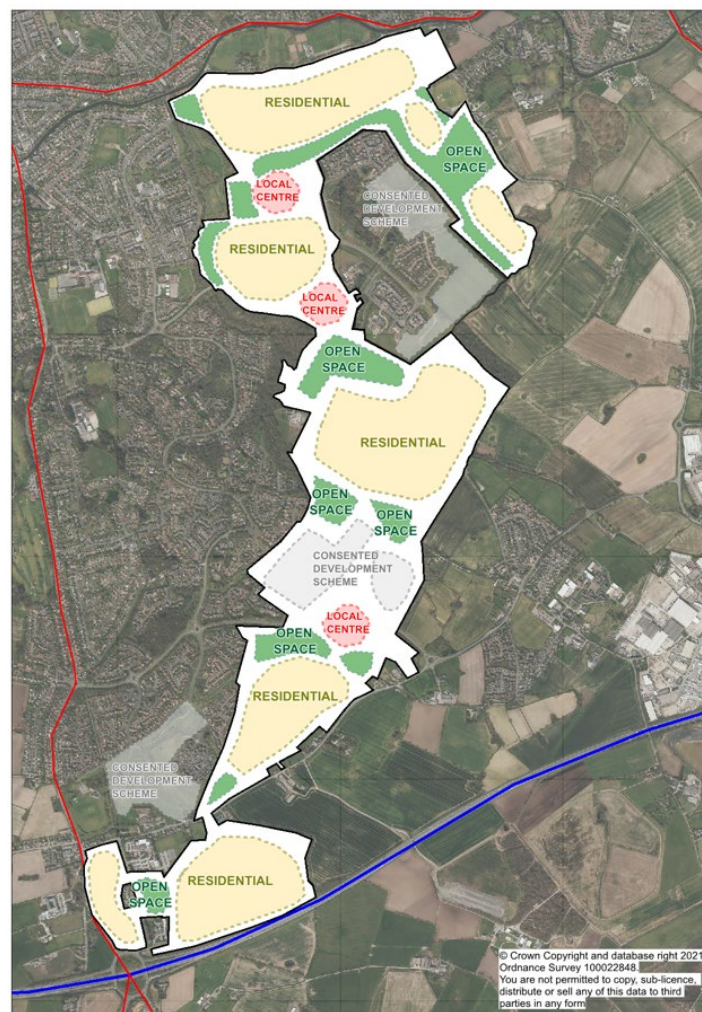 RESIDENTIAL
OPEN
SPACE
LOCAL
CENTRE
CONSENTED
DEVELOPMENT
SCHEME
RESIDENTIAL
LOCAL
CENTRE
OPEN
SPACE
RESIDENTIAL
OPEN
SPACE
OPEN
SPACE
CONSENTED
DEVELOPMENT
SCHEME
LOCAL
CENTRE
OPEN
SPACE
RESIDENTIAL
CONSENTED
DEVELOPMENT
SCHEME
RESIDENTIAL
OPEN
SPACE
© Crown Copyright and database right 2021
Ordnance Survey 100022848.
You are not permitted to copy, sub-licence,
distribute or sell any of this data to third
parties in any form